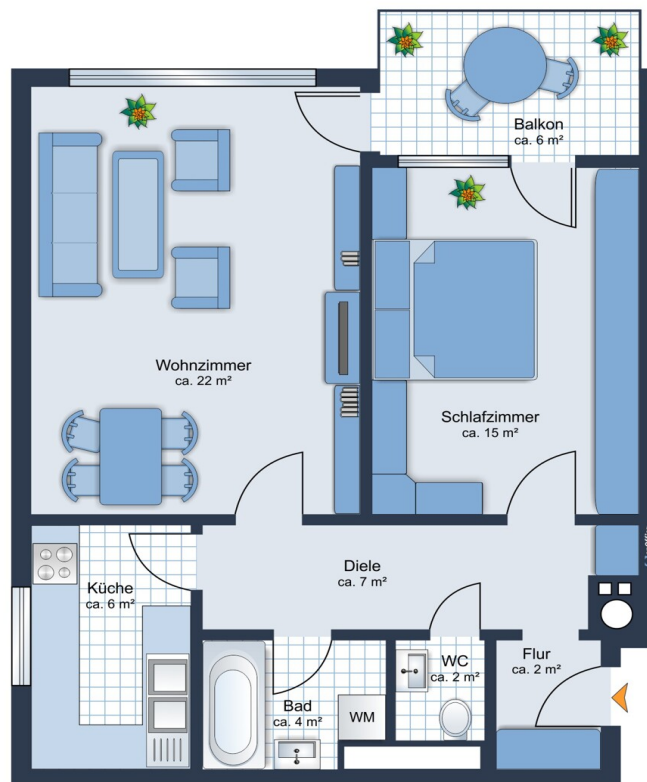 Balkon
ca. 6 m²
Wohnzimmer
ca. 22 m²
Schlafzimmer
ca. 15 m²
Diele
ca. 7 m²
Küche
ca. 6 m²
WC
ca. 2 m²
Flur
ca. 2 m²
Bad
ca. 4 m²
WM